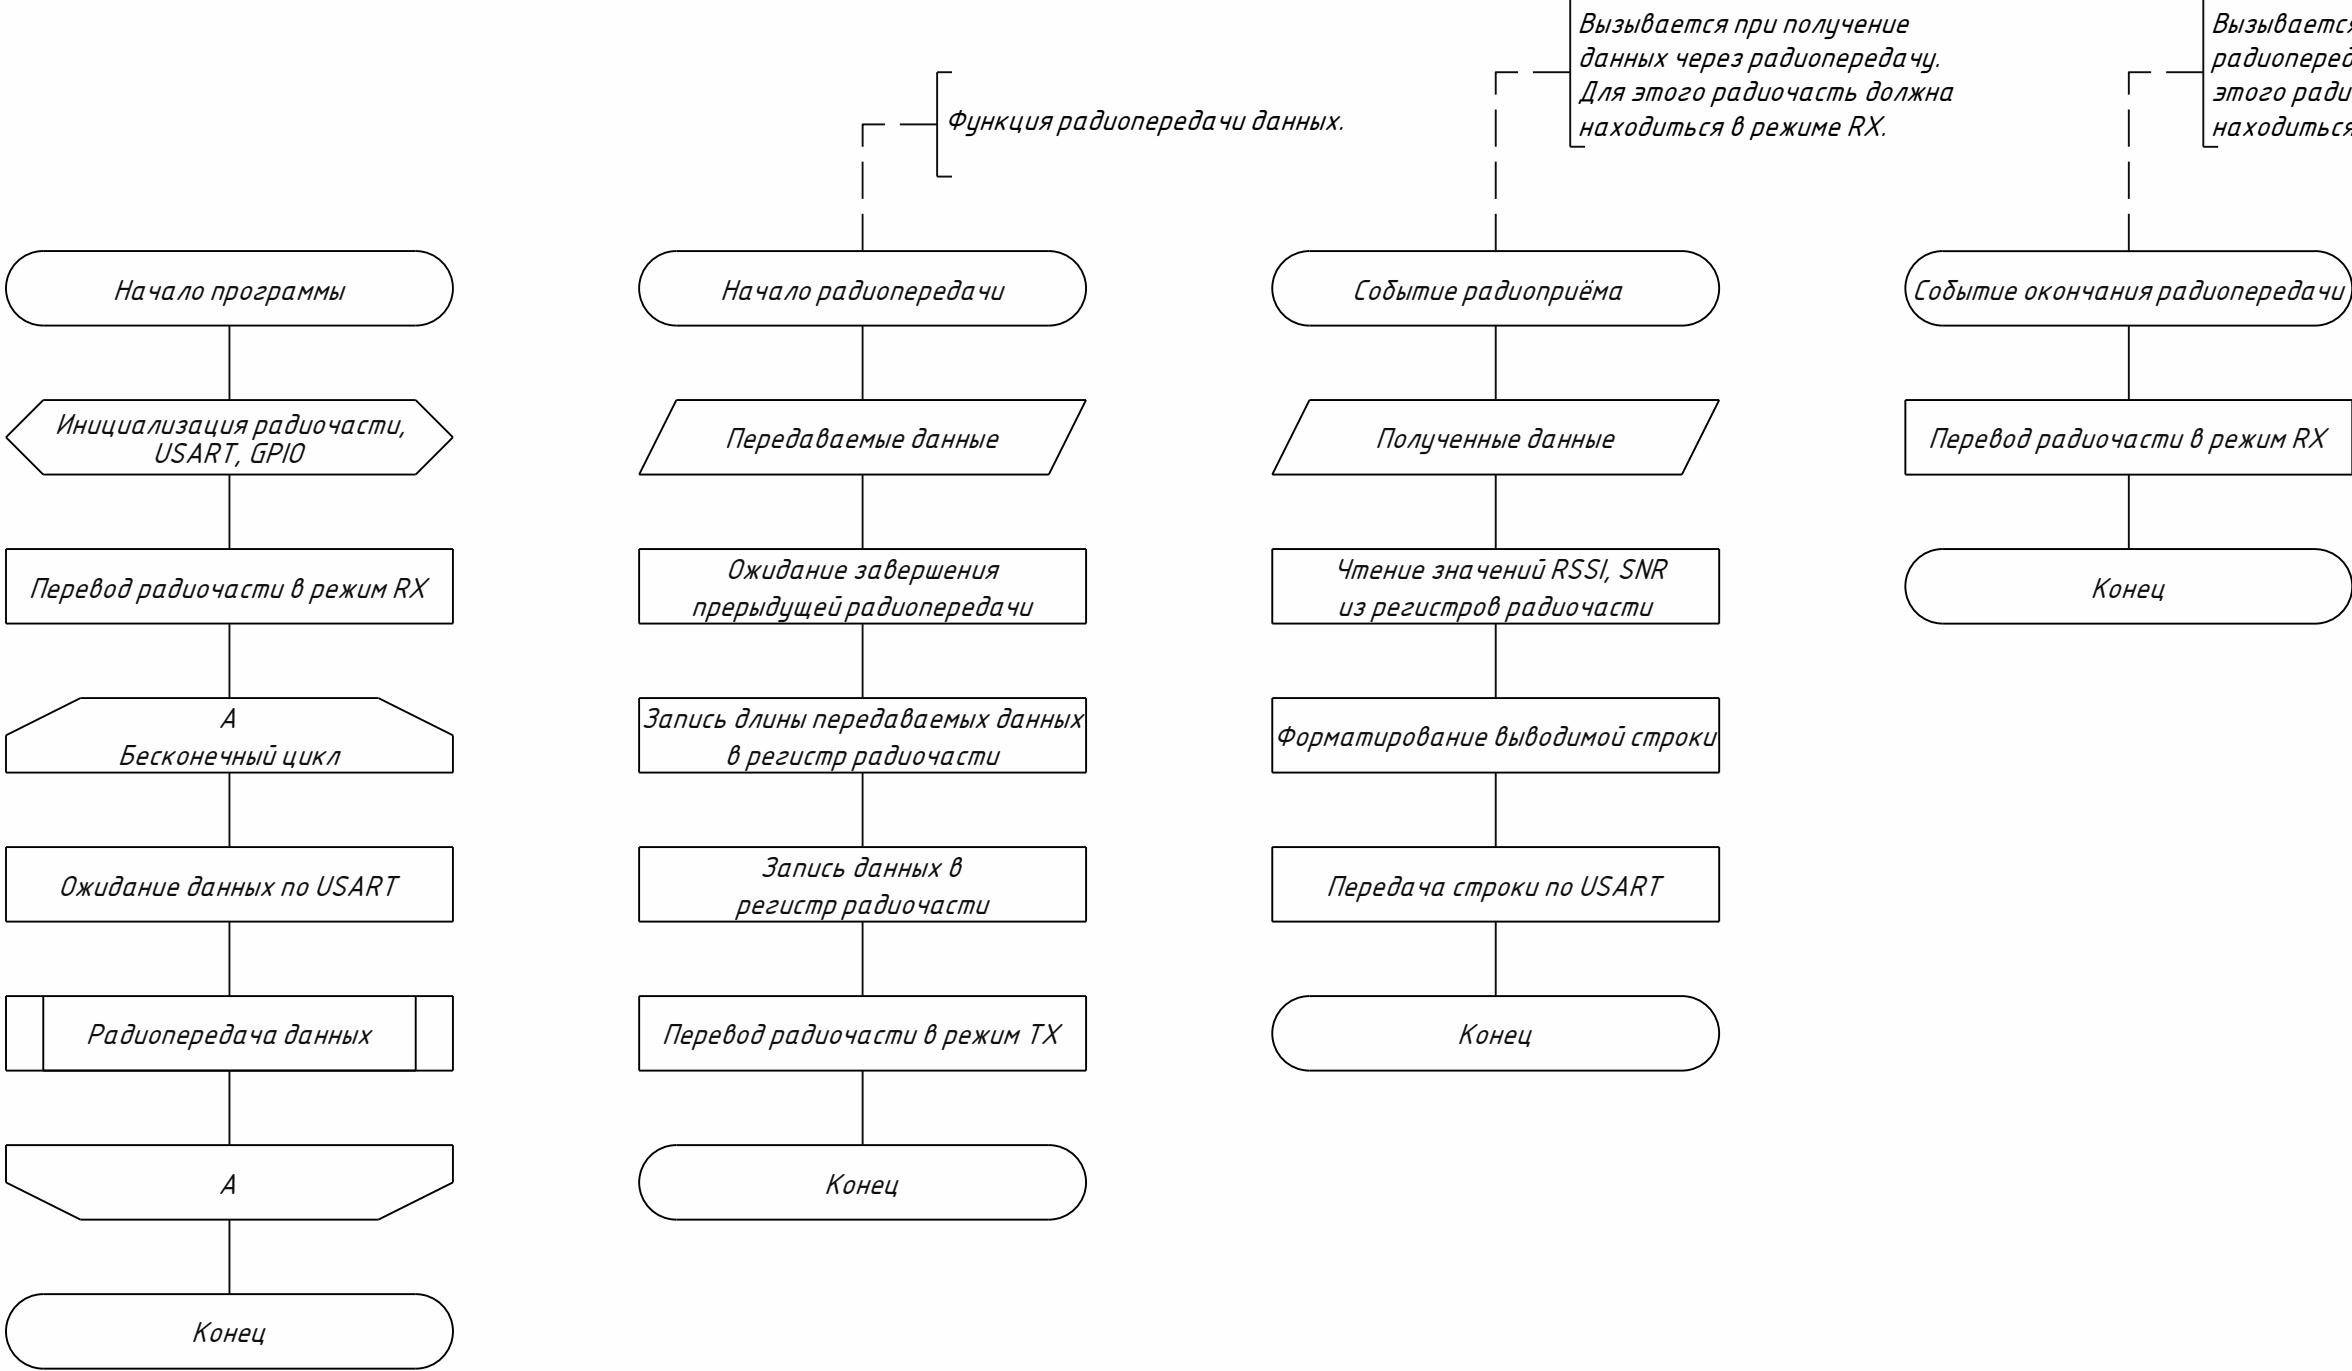 Вызывается при получение
данных через радиопередачу.
Для этого радиочасть должна
находиться в режиме RX.
Функция радиопередачи данных.
Начало программы
Инициализация радиочасти,
USART, GPIO
Перевод радиочасти в режим RX
А
Бесконечный цикл
Ожидание данных по USART
Радиопередача данных
А
Конец
Начало радиопередачи
Передаваемые данные
Ожидание завершения
прерыдущей радиопередачи
Запись длины передаваемых данных
в регистр радиочасти
Запись данных в
регистр радиочасти
Перевод радиочасти в режим TX
Конец
Событие радиоприёма
Полученные данные
Чтение значений RSSI, SNR
из регистров радиочасти
Форматирование выводимой строки
Передача строки по USART
Конец
этого
Событие окончания радиопередачи
Перевод радиочасти в режим RX
Конец